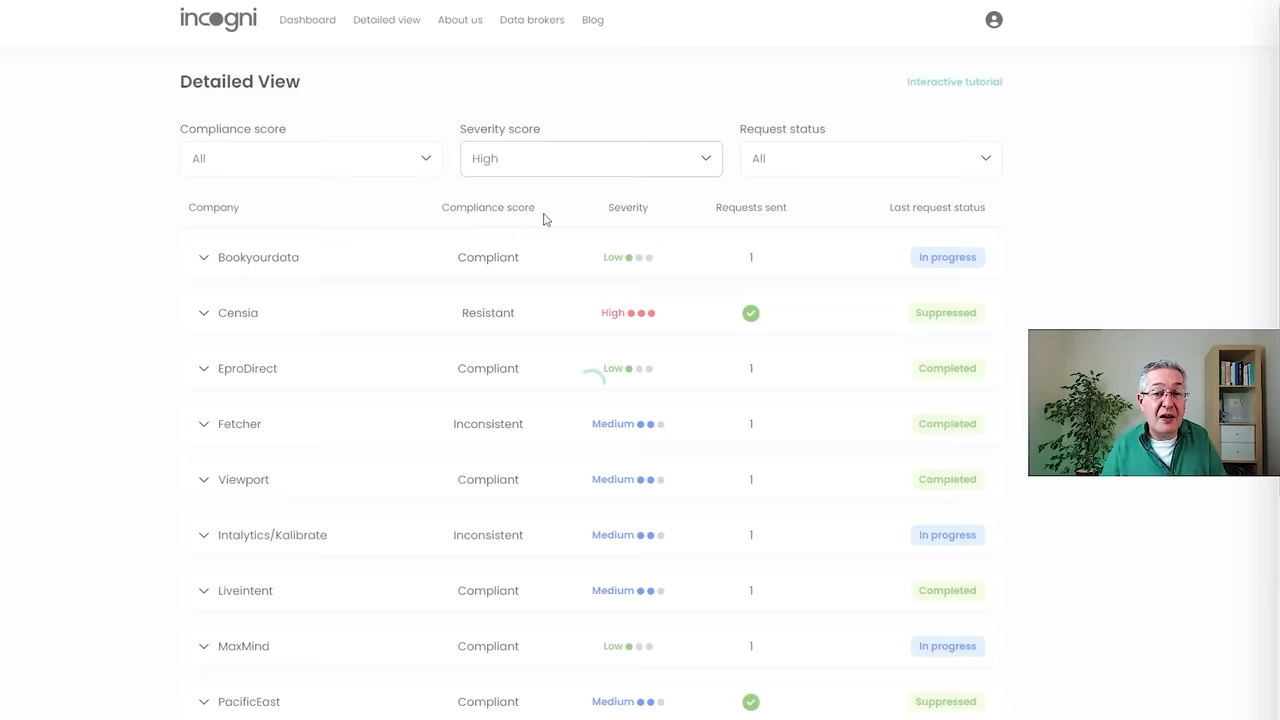 incogni Dashboard Detailed view About us Data brokers Blog
Detailed View Interactive tutorial
Compliance score Severity score Request status
All High All
Company Compliance score Severity Requests sent Last request status
Bookyourdata Compliant Low 1 In progress
Censia Resistant High Suppressed
EproDirect Compliant Low 1 Completed
Fetcher Inconsistent Medium 1 Completed
Viewport Compliant Medium 1 Completed
Intalytics/Kalibrate Inconsistent Medium 1 In progress
Liveintent Compliant Medium 1 Completed
MaxMind Compliant Low 1 In progress
PacificEast Compliant Medium Suppressed